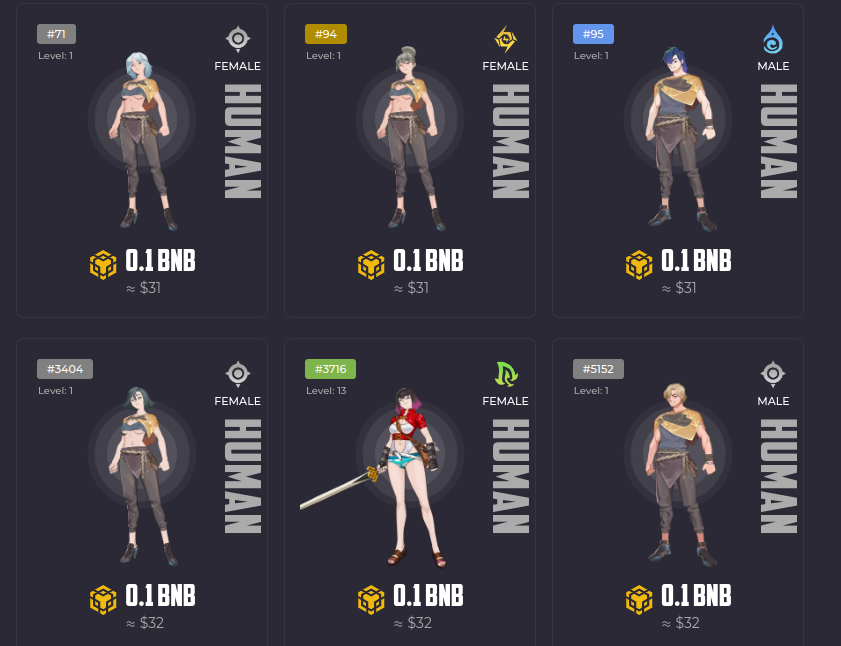 #71
Level: 1
FEMALE
HUMAN
0.1 BNB
≈ $31
#94
Level: 1
FEMALE
HUMAN
0.1 BNB
≈ $31
#95
Level: 1
MALE
HUMAN
0.1 BNB
≈ $31
#3404
Level: 1
FEMALE
HUMAN
0.1 BNB
≈ $32
#3716
Level: 13
FEMALE
HUMAN
0.1 BNB
≈ $32
#5152
Level: 1
MALE
HUMAN
0.1 BNB
≈ $32